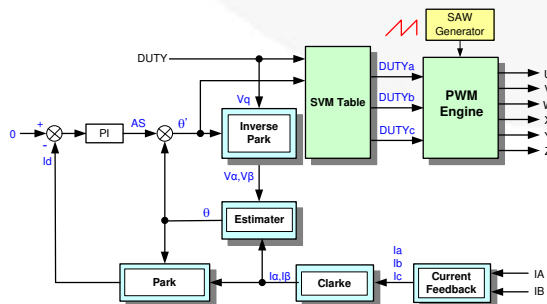 SAW
Generator
DUTY
DUTYa
DUTYb
DUTYc
SVM Table
PWM
Engine
U
V
W
X
Y
Z
Vq
0
+
-
Id
PI
AS
θ'
Inverse
Park
Vα,Vβ
θ
Estimater
Park
Iα,Iβ
Clarke
Ia
Ib
Ic
Current
Feedback
IA
IB